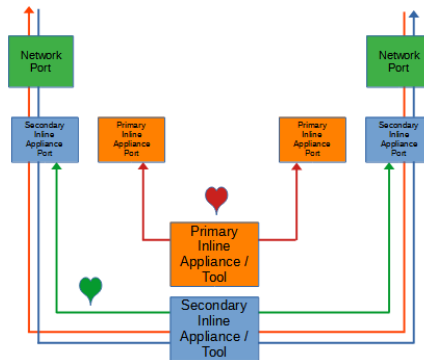 Network
Port
Network
Port
Secondary
Inline
Appliance
Port
Primary
Inline
Appliance
Port
Primary
Inline
Appliance
Port
Secondary
Inline
Appliance
Port
Primary
Inline
Appliance /
Tool
Secondary
Inline
Appliance /
Tool